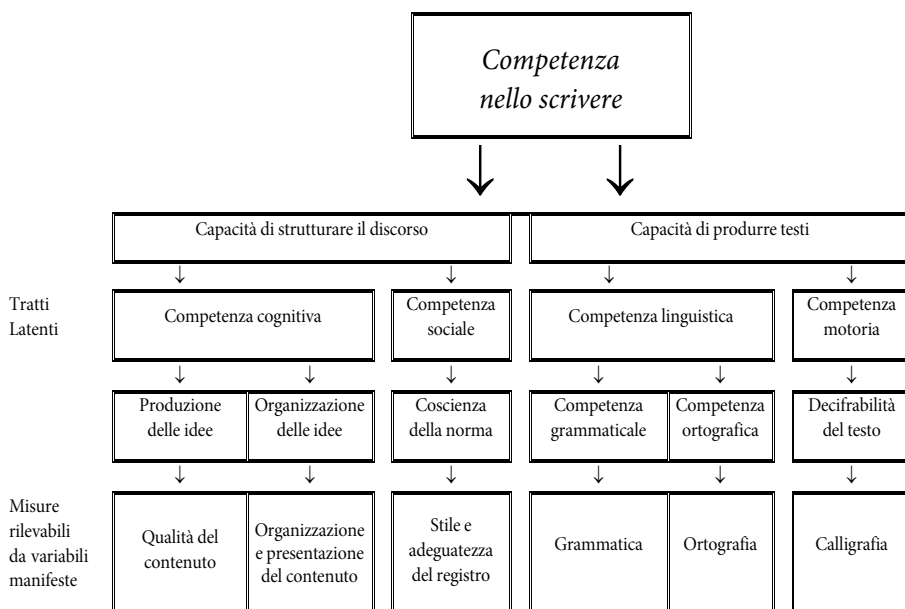 Competenza
nello scrivere
Capacità di strutturare il discorso
Capacità di produrre testi
Tratti
Latenti
Competenza cognitiva
Competenza
sociale
Competenza linguistica
Competenza
motoria
Produzione
delle idee
Organizzazione
delle idee
Coscienza
della norma
Competenza
grammaticale
Competenza
ortografica
Decifrabilità
del testo
Misure
rilevabili
da variabili
manifeste
Qualità del
contenuto
Organizzazione
e presentazione
del contenuto
Stile e
adeguatezza
del registro
Grammatica
Ortografia
Calligrafia